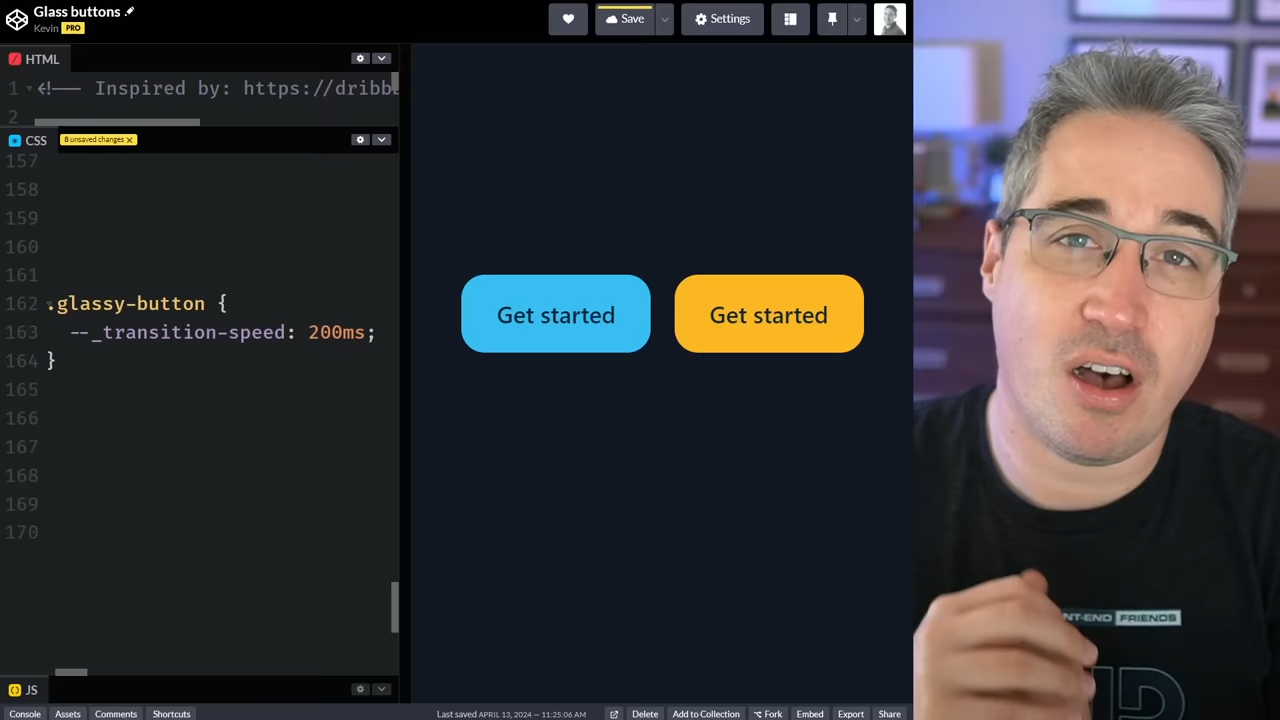 Glass buttons
Kevin PRO
Save
Settings
HTML
1 <!-- Inspired by: https://dribb
2
CSS 8 unsaved changes X
157
158
159
160
161
162 .glassy-button {
163 --_transition-speed: 200ms;
164 }
165
166
167
168
169
170
Get started
Get started
FRIENDS
JS
Console Assets Comments Shortcuts
Last saved APRIL 13, 2024 — 11:25:06 AM
Delete Add to Collection Fork Embed Export Share